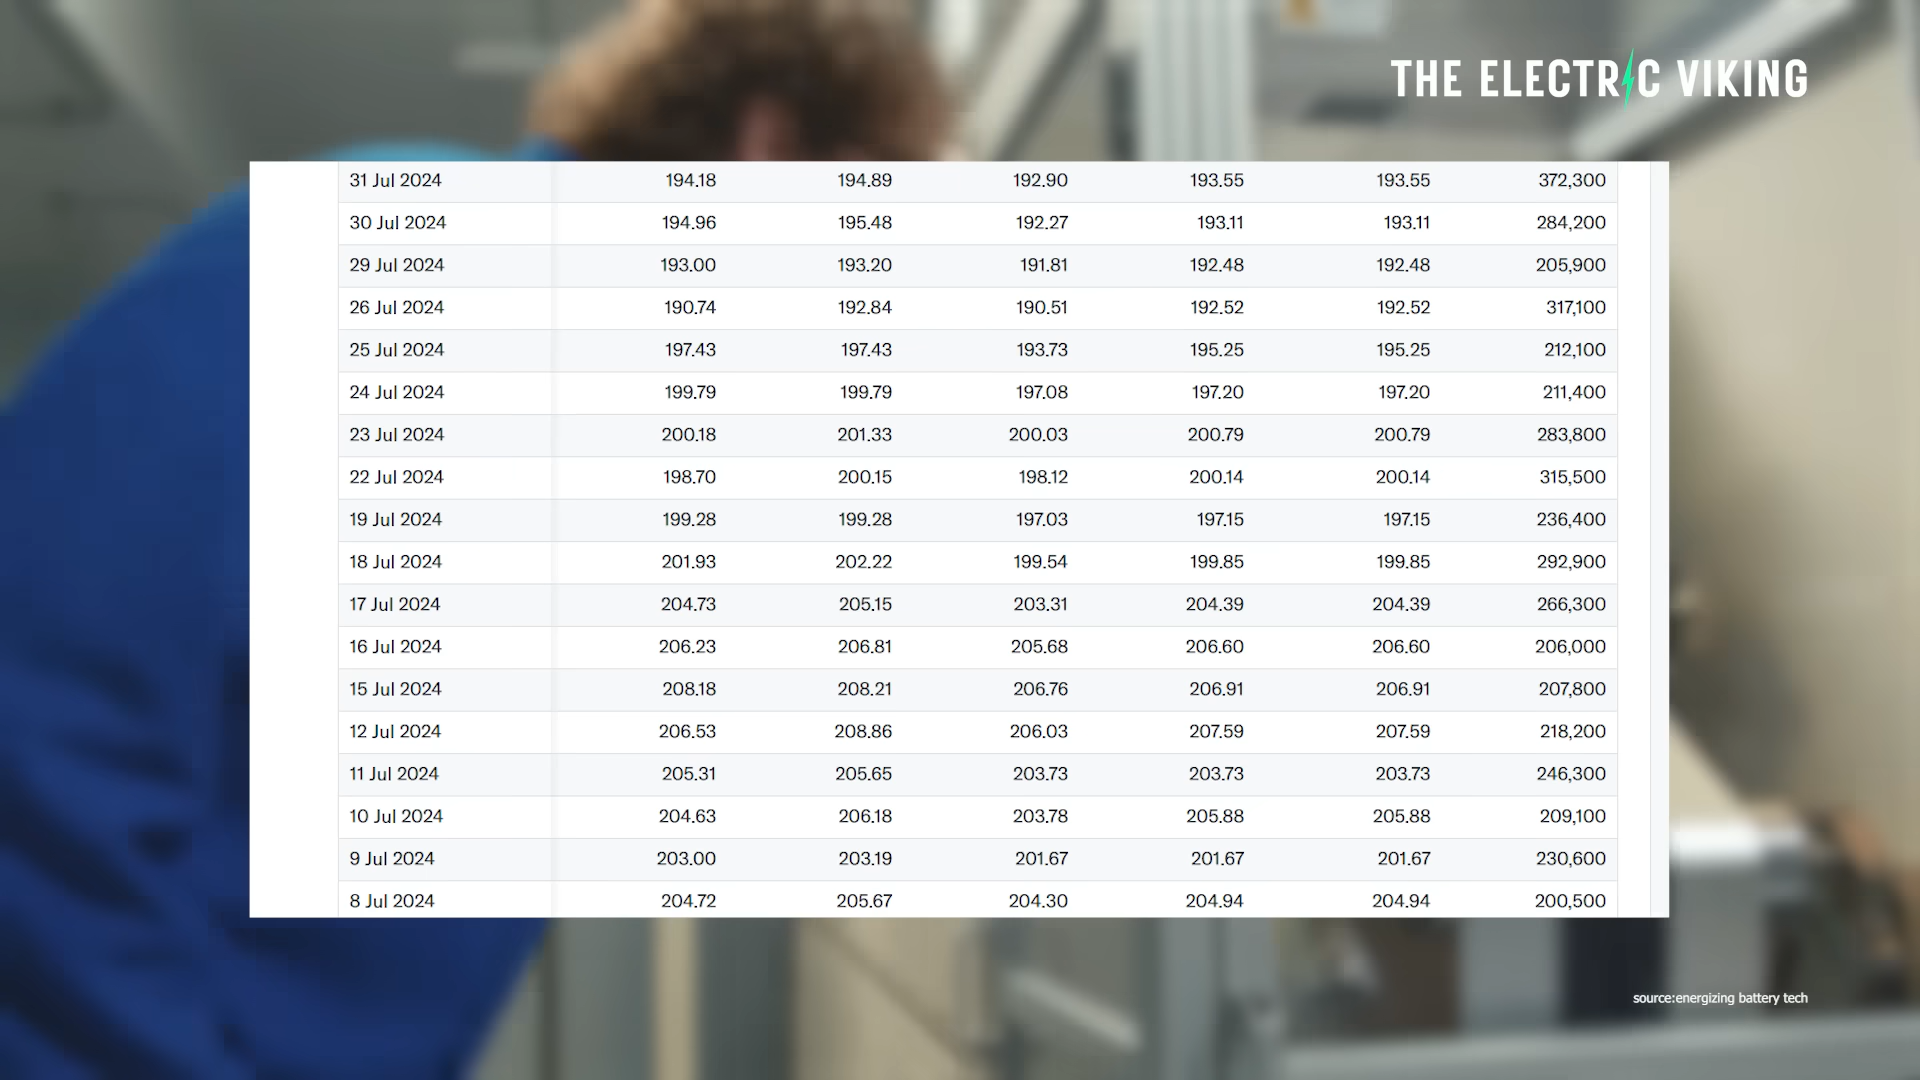 THE ELECTRIC VIKING
31 Jul 2024 194.18 194.89 192.90 193.55 193.55 372,300
30 Jul 2024 194.96 195.48 192.27 193.11 193.11 284,200
29 Jul 2024 193.00 193.20 191.81 192.48 192.48 205,900
26 Jul 2024 190.74 192.84 190.51 192.52 192.52 317,100
25 Jul 2024 197.43 197.43 193.73 195.25 195.25 212,100
24 Jul 2024 199.79 199.79 197.08 197.20 197.20 211,400
23 Jul 2024 200.18 201.33 200.03 200.79 200.79 283,800
22 Jul 2024 198.70 200.15 198.12 200.14 200.14 315,500
19 Jul 2024 199.28 199.28 197.03 197.15 197.15 236,400
18 Jul 2024 201.93 202.22 199.54 199.85 199.85 292,900
17 Jul 2024 204.73 205.15 203.31 204.39 204.39 266,300
16 Jul 2024 206.23 206.81 205.68 206.60 206.60 206,000
15 Jul 2024 208.18 208.21 206.76 206.91 206.91 207,800
12 Jul 2024 206.53 208.86 206.03 207.59 207.59 218,200
11 Jul 2024 205.31 205.65 203.73 203.73 203.73 246,300
10 Jul 2024 204.63 206.18 203.78 205.88 205.88 209,100
9 Jul 2024 203.00 203.19 201.67 201.67 201.67 230,600
8 Jul 2024 204.72 205.67 204.30 204.94 204.94 200,500
source:energizing battery tech